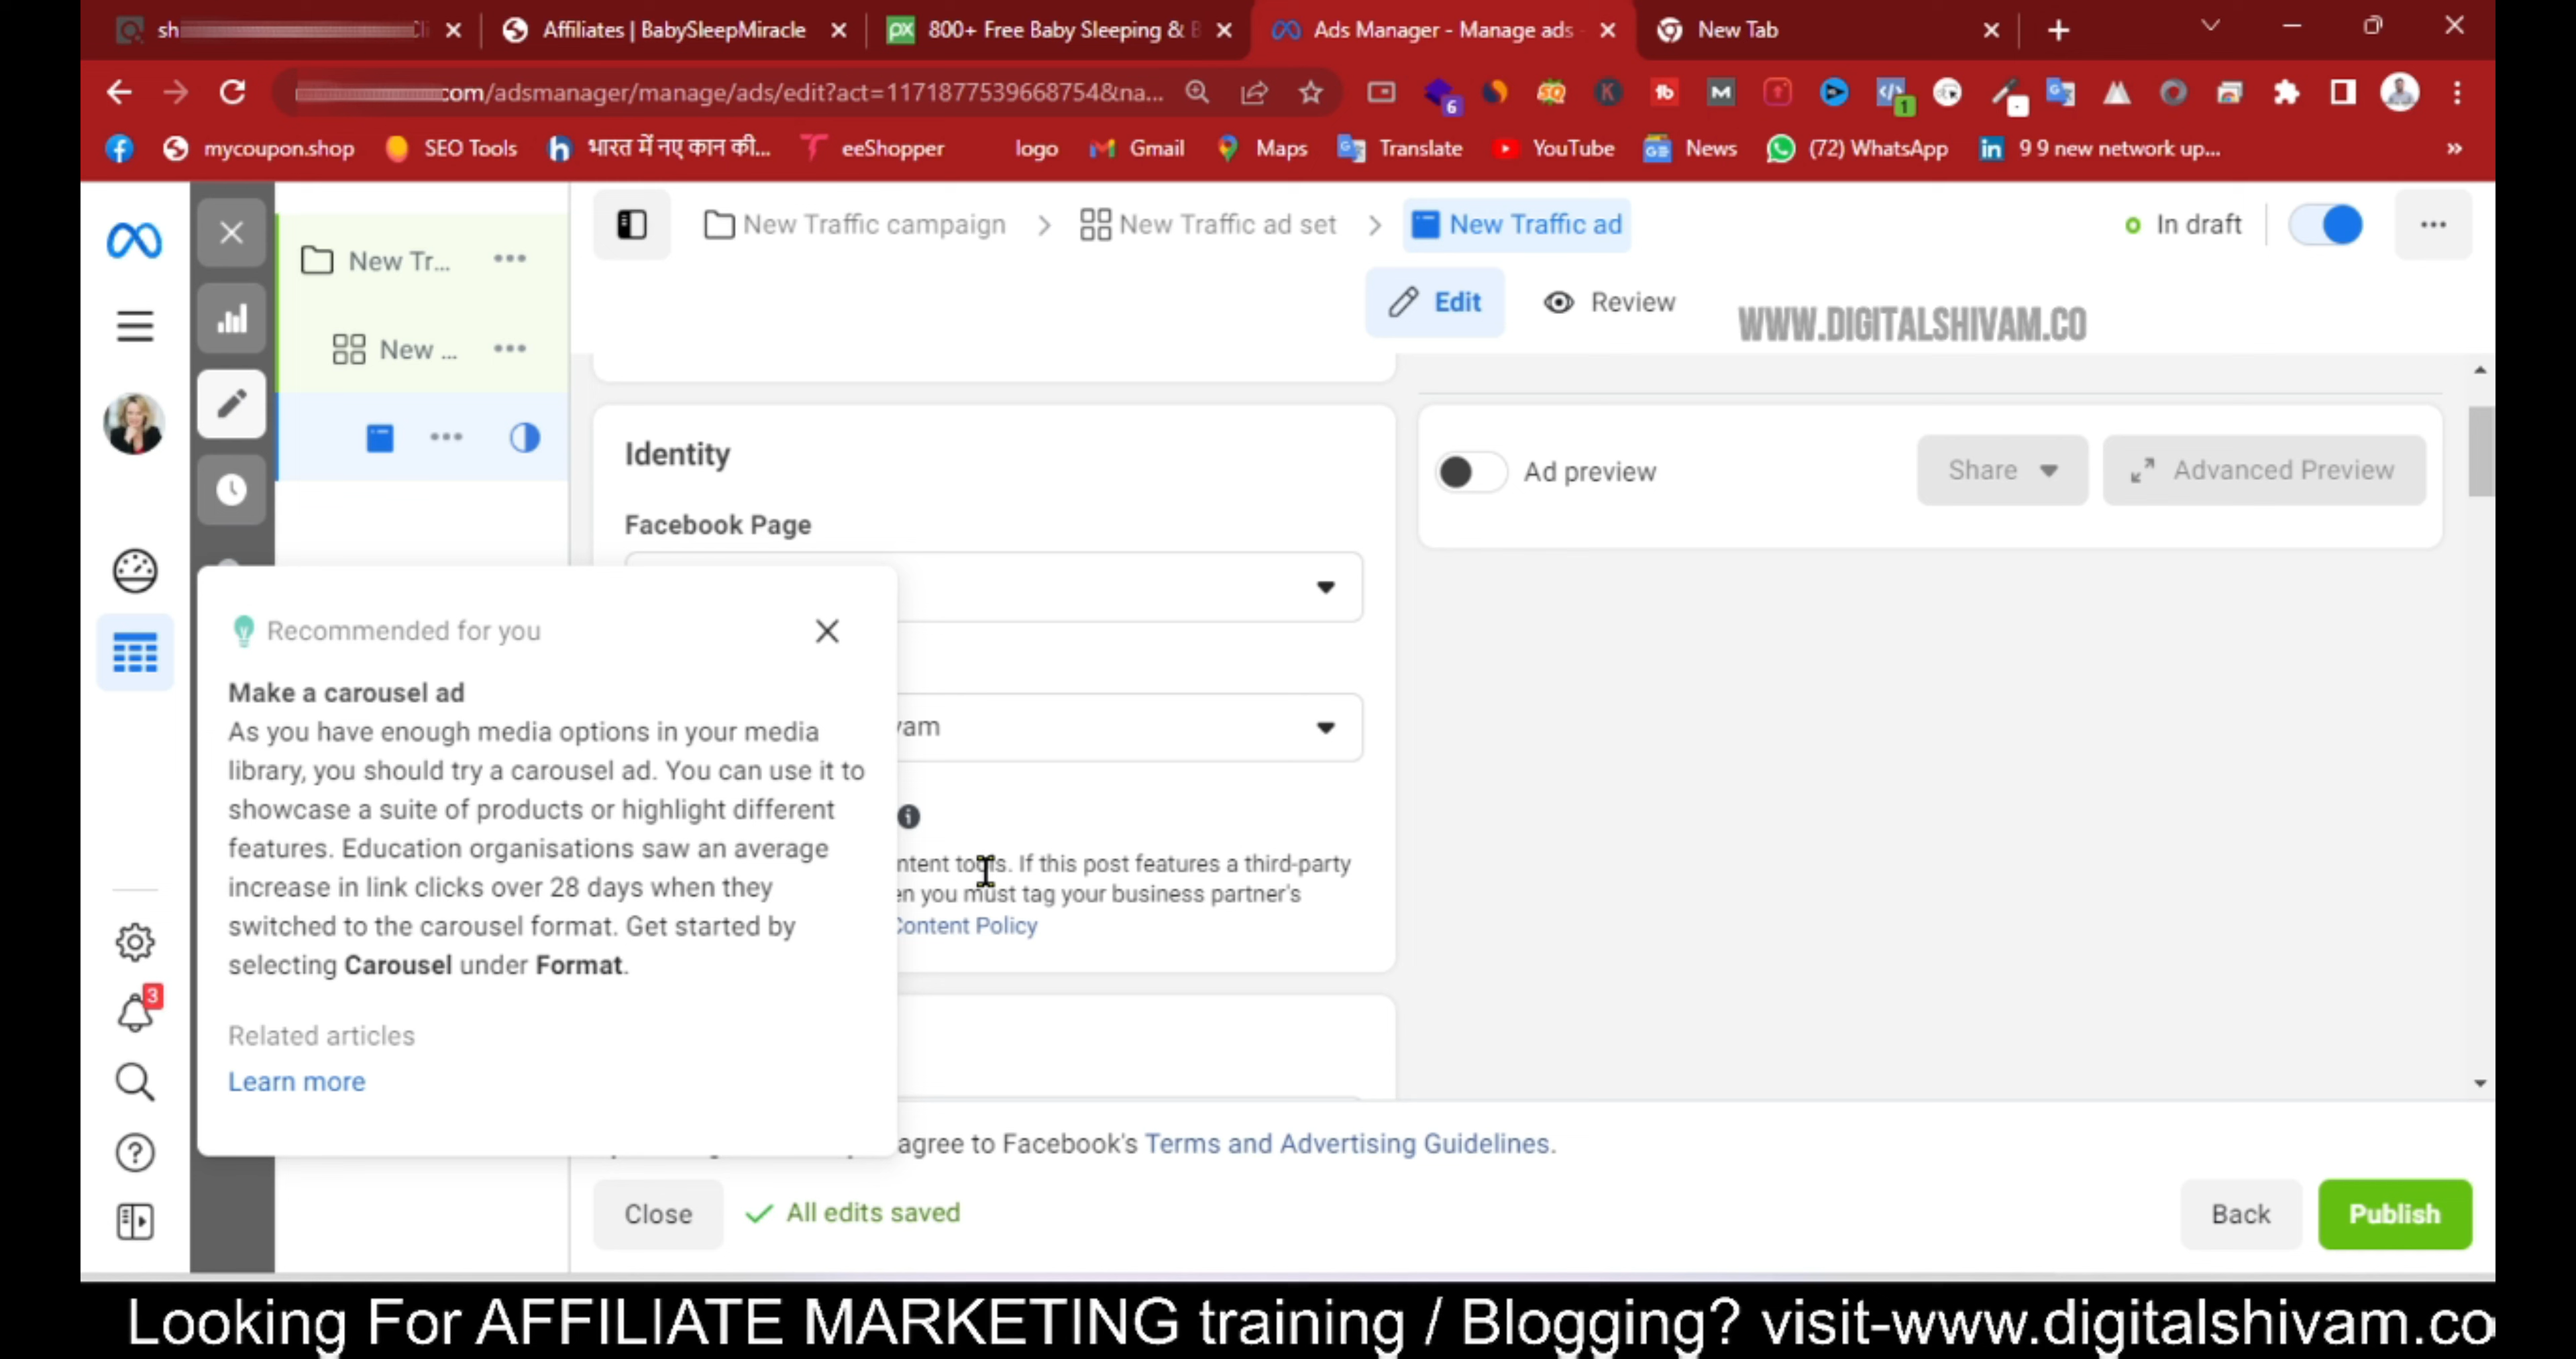 sh
Affiliates | BabySleepMiracle
800+ Free Baby Sleeping & B
Ads Manager - Manage ads -
New Tab
com/adsmanager/manage/ads/edit?act=1171877539668754&na...
6
1
mycoupon.shop
SEO Tools
भारत में नए कान की...
eeShopper
logo
Gmail
Maps
Translate
YouTube
News
(72) WhatsApp
9 9 new network up...
New Traffic campaign
New Traffic ad set
New Traffic ad
In draft
Edit
Review
WWW.DIGITALSHIVAM.CO
New Tr...
New ...
Identity
Facebook Page
Ad preview
Share
Advanced Preview
Recommended for you
Make a carousel ad
As you have enough media options in your media
library, you should try a carousel ad. You can use it to
showcase a suite of products or highlight different
features. Education organisations saw an average
increase in link clicks over 28 days when they
switched to the carousel format. Get started by
selecting Carousel under Format.
Related articles
Learn more
vam
ntent tools. If this post features a third-party
en you must tag your business partner's
Content Policy
3
agree to Facebook's Terms and Advertising Guidelines.
Close
All edits saved
Back
Publish
Looking For AFFILIATE MARKETING training / Blogging? visit-www.digitalshivam.co